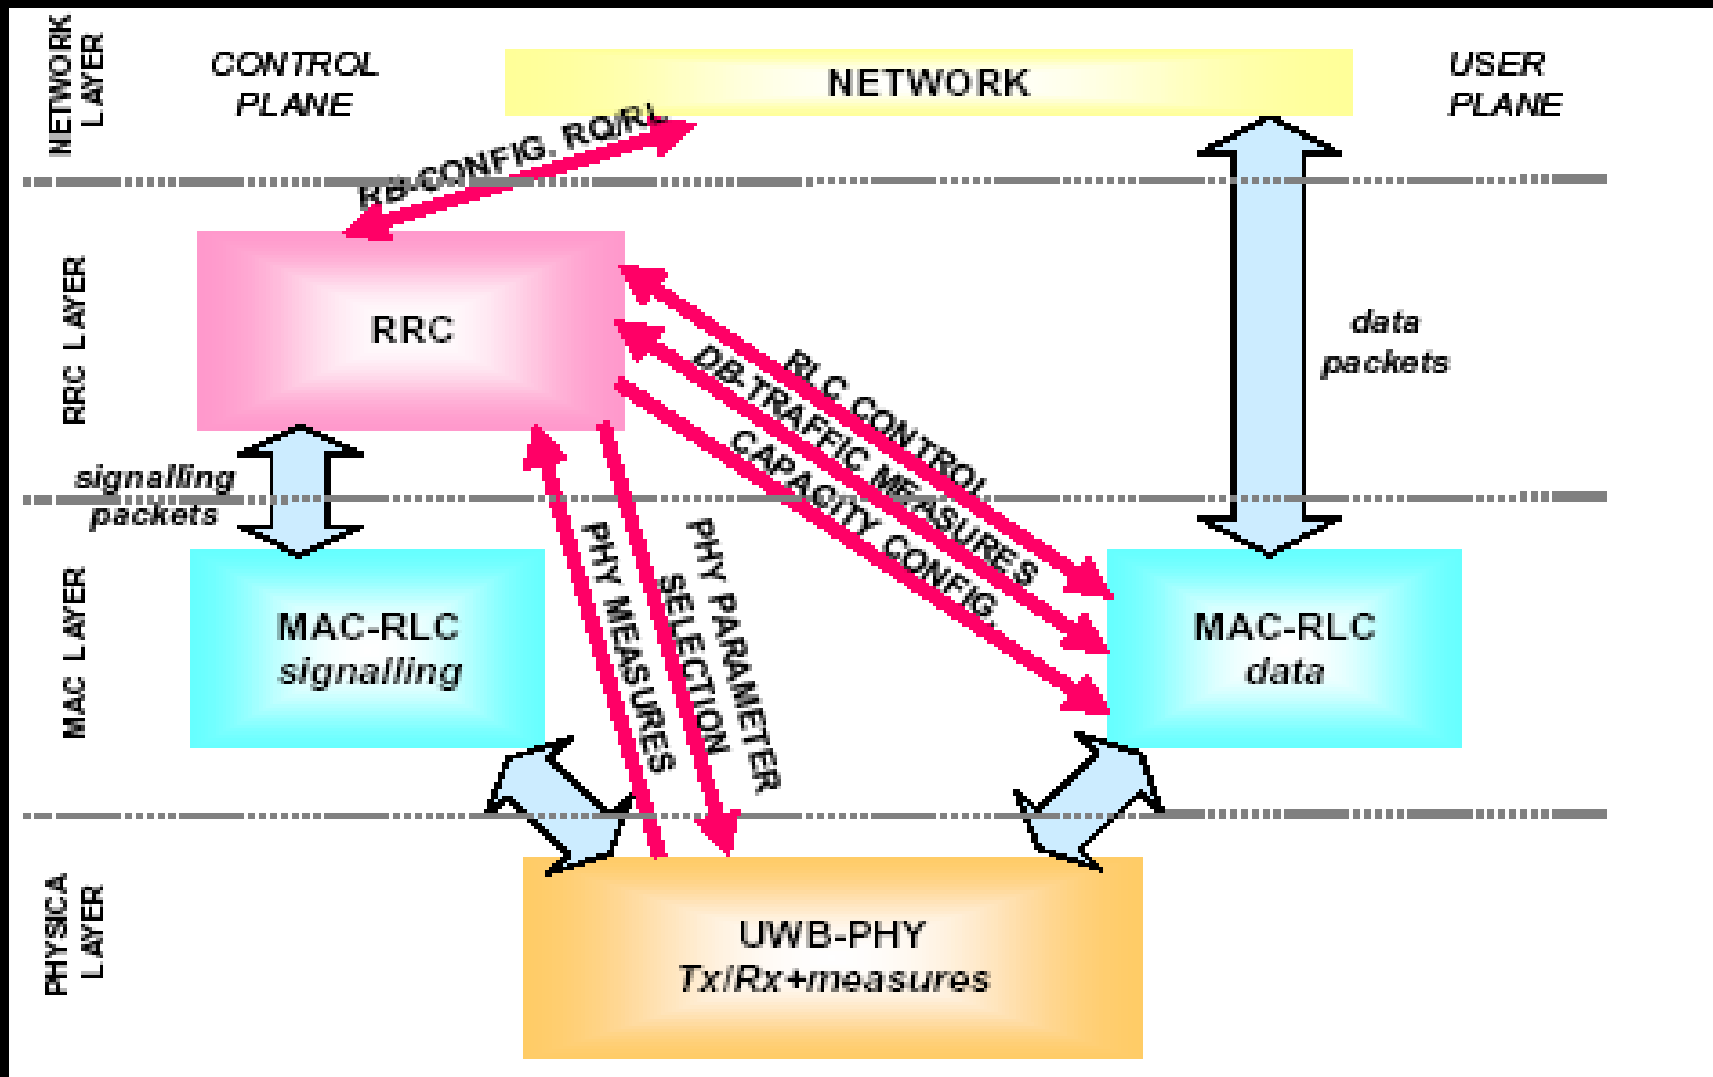 NETWORK
LAYER
CONTROL
PLANE
NETWORK
USER
PLANE
RB-CONFIG. RQ/RL
RRC LAYER
RRC
RLC CONTROL
DB-TRAFFIC MEASURES
CAPACITY CONFIG.
data
packets
signalling
packets
MAC LAYER
MAC-RLC
signalling
PHY MEASURES
PHY PARAMETER
SELECTION
MAC-RLC
data
PHYSICA
LAYER
UWB-PHY
Tx/Rx+measures